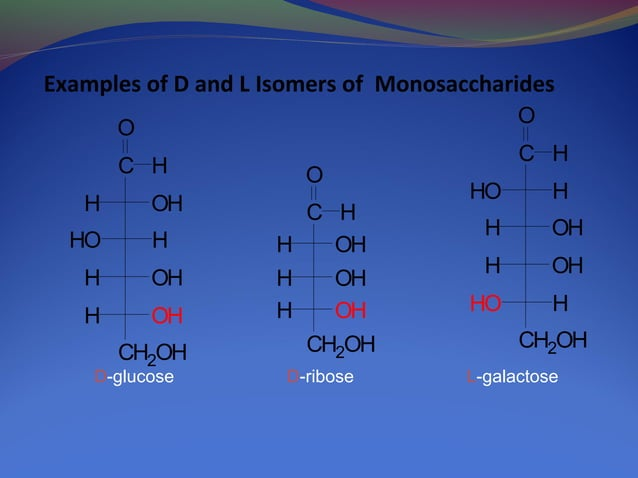 Examples of D and L Isomers of Monosaccharides
O
C H
H OH
HO H
H OH
H OH
CH2OH
D-glucose
O
C H
H OH
H OH
H OH
CH2OH
D-ribose
O
C H
HO H
H OH
H OH
HO H
CH2OH
L-galactose